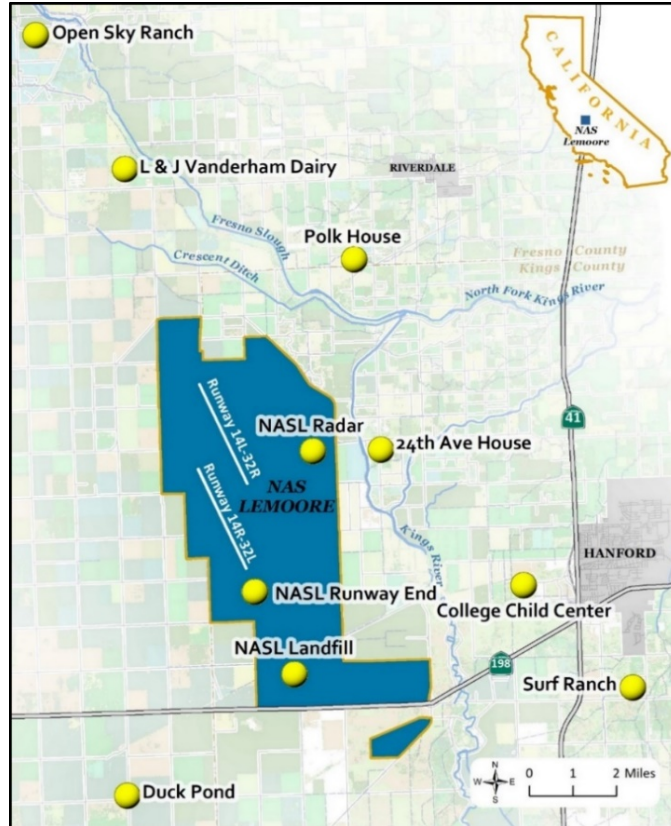 Open Sky Ranch
CALIFORNIA
NAS
Lemoore
L & J Vanderham Dairy
RIVERDALE
Fresno Slough
Polk House
Crescent Ditch
Fresno County
Kings County
North Fork Kings River
Runway 14L-32R
41
NASL Radar
24th Ave House
NAS
LEMOORE
Runway 14R-32L
Kings River
HANFORD
NASL Runway End
College Child Center
NASL Landfill
198
Surf Ranch
Duck Pond
N
W E
S
0 1 2 Miles